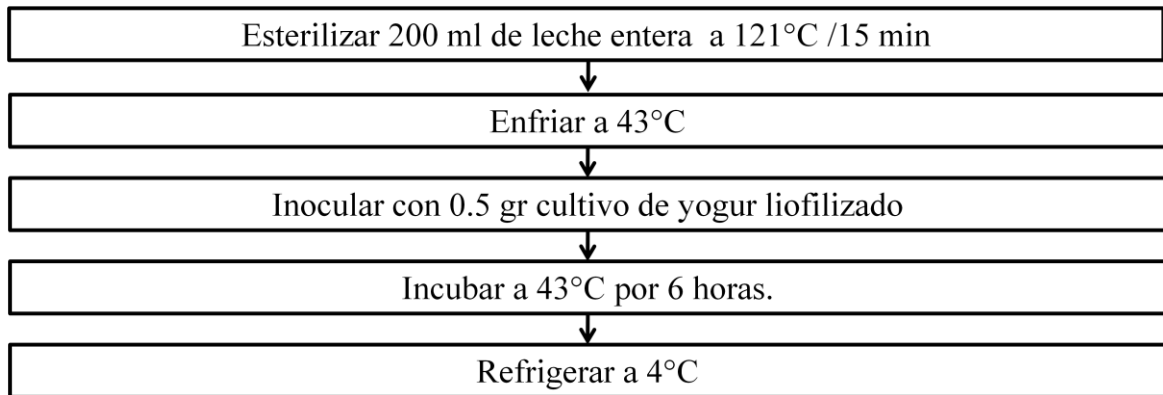 Esterilizar 200 ml de leche entera a 121°C /15 min
Enfriar a 43°C
Inocular con 0.5 gr cultivo de yogur liofilizado
Incubar a 43°C por 6 horas.
Refrigerar a 4°C